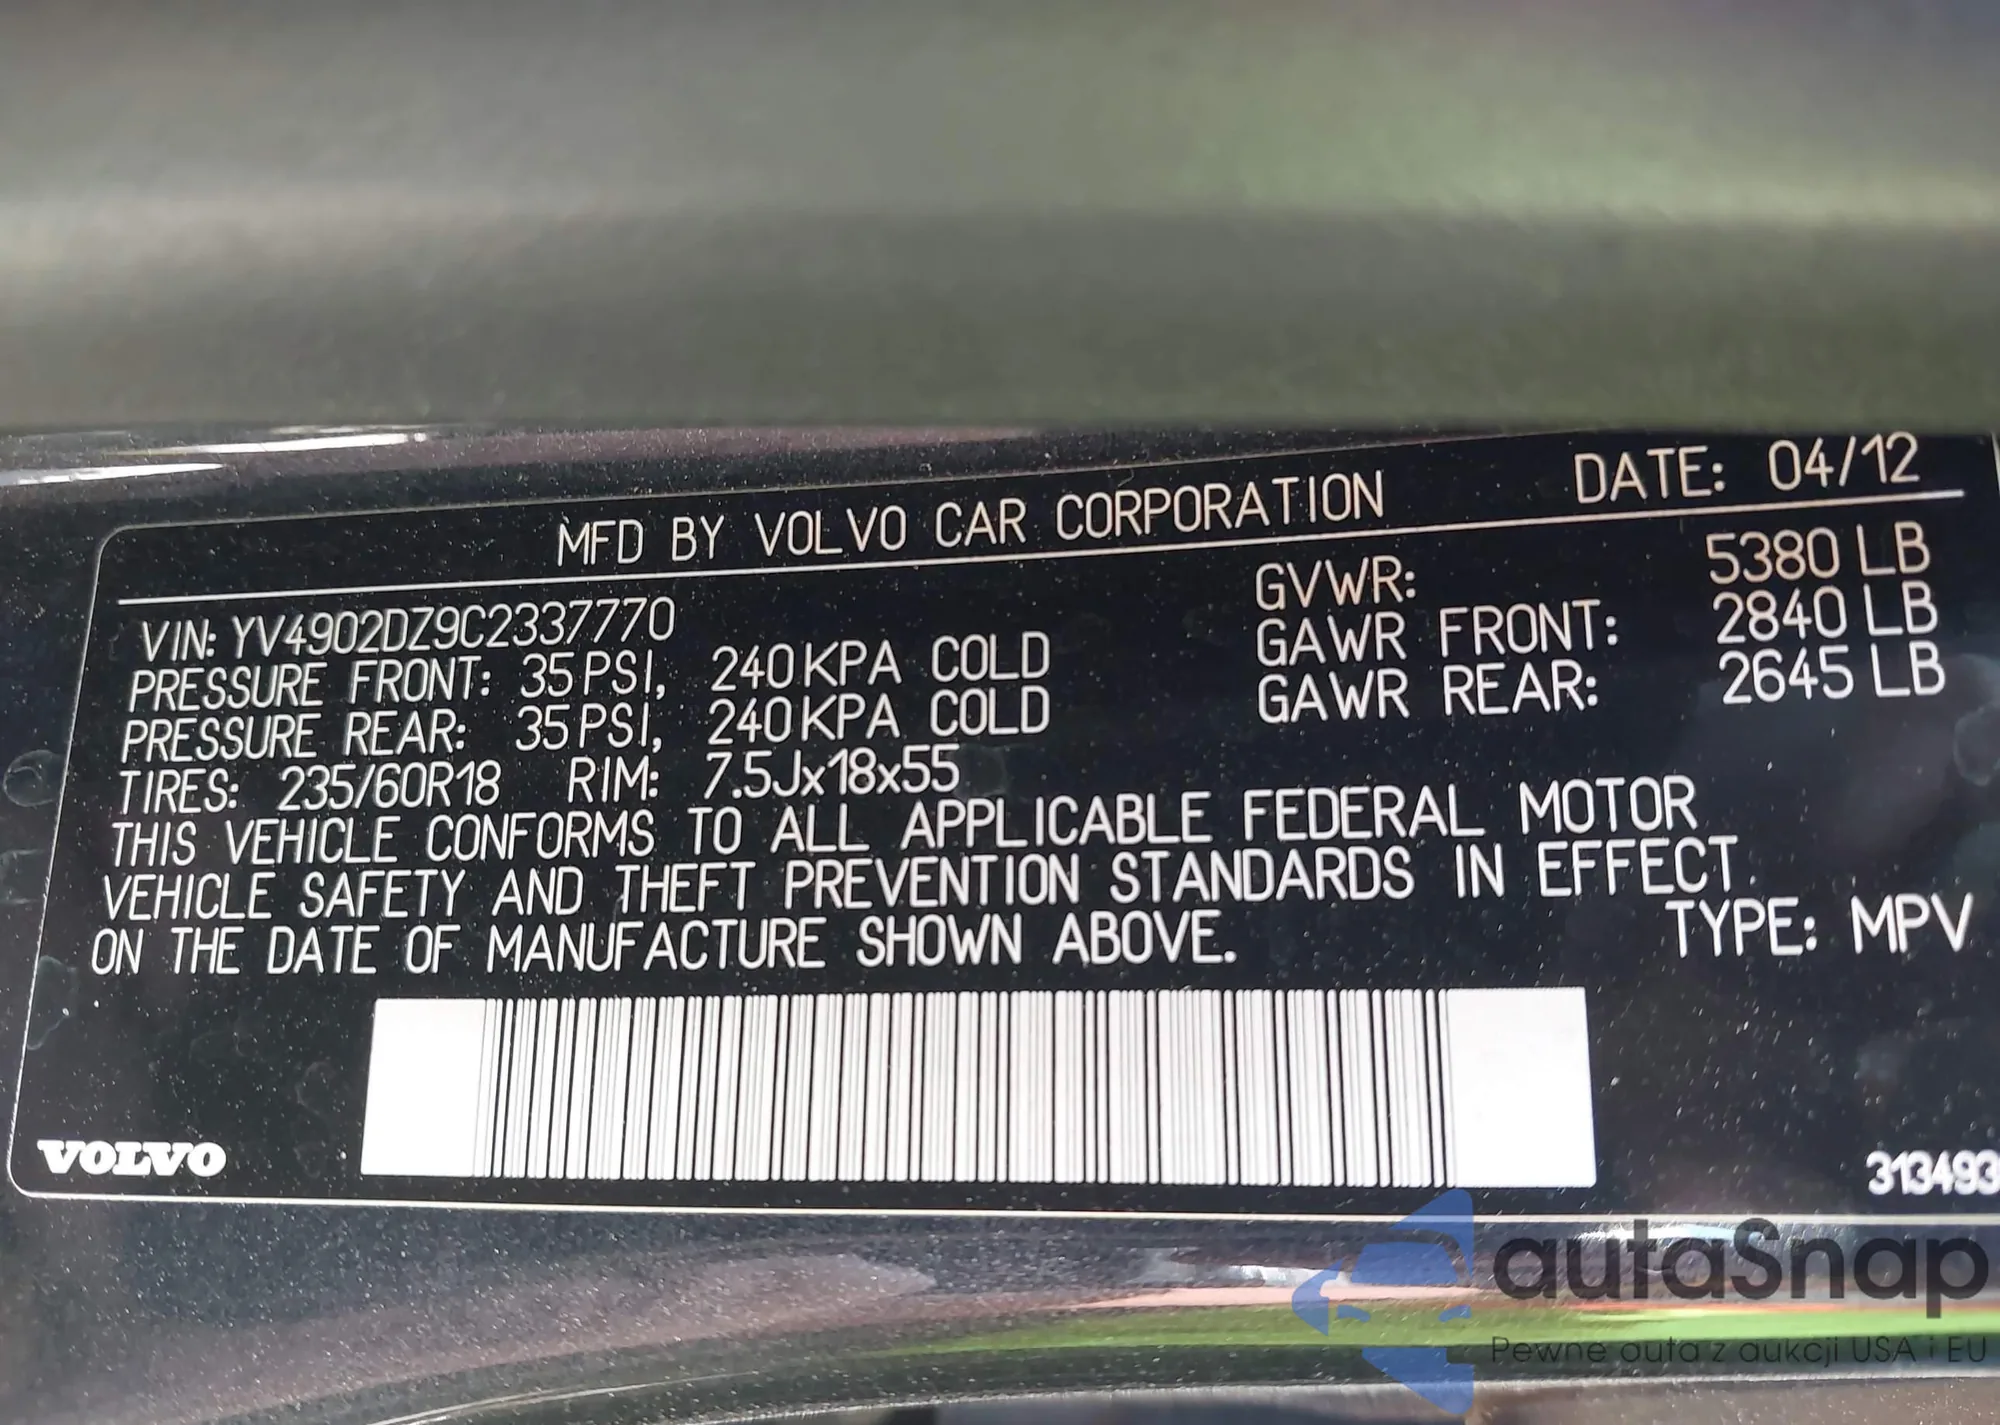 MFD BY VOLVO CAR CORPORATION DATE: 04/12
VIN: YV4902DZ9C2337770 GVWR: 5380 LB
PRESSURE FRONT: 35 PSI, 240 KPA COLD GAWR FRONT: 2840 LB
PRESSURE REAR: 35 PSI, 240 KPA COLD GAWR REAR: 2645 LB
TIRES: 235/60R18 RIM: 7.5Jx18x55
THIS VEHICLE CONFORMS TO ALL APPLICABLE FEDERAL MOTOR
VEHICLE SAFETY AND THEFT PREVENTION STANDARDS IN EFFECT
ON THE DATE OF MANUFACTURE SHOWN ABOVE. TYPE: MPV
VOLVO
313493
autaSnap
Pewne auta z aukcji USA i EU